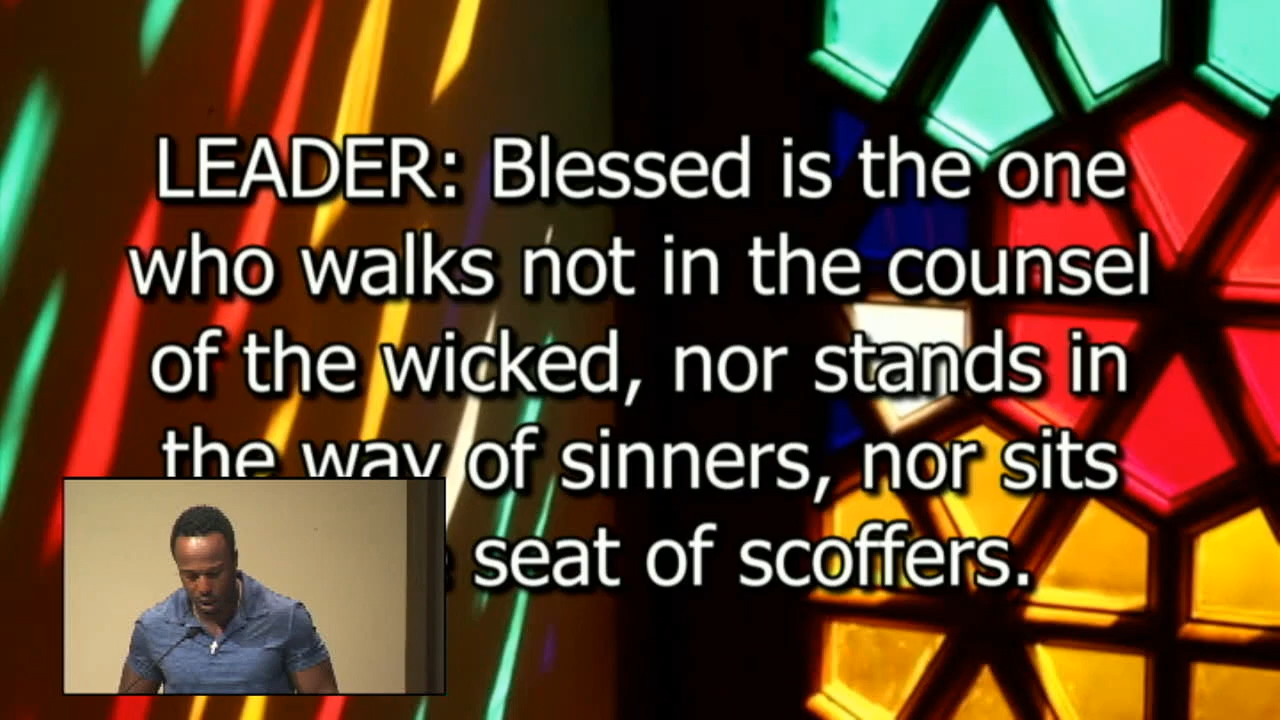 LEADER: Blessed is the one
who walks not in the counsel
of the wicked, nor stands in
the way of sinners, nor sits
seat of scoffers.